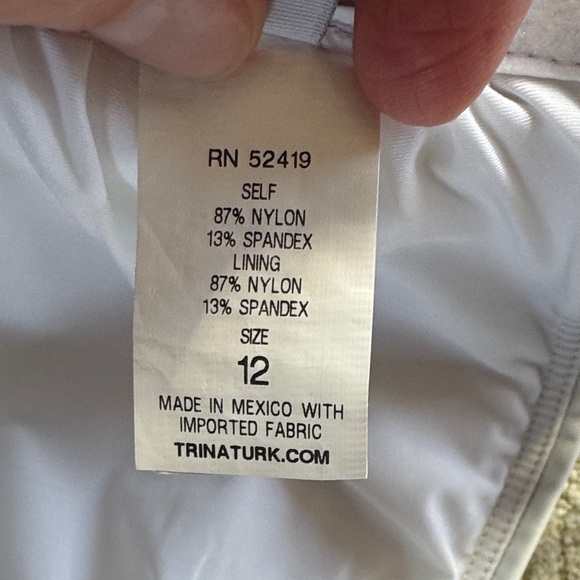 RN 52419
SELF
87% NYLON
13% SPANDEX
LINING
87% NYLON
13% SPANDEX
SIZE
12
MADE IN MEXICO WITH
IMPORTED FABRIC
TRINATURK.COM